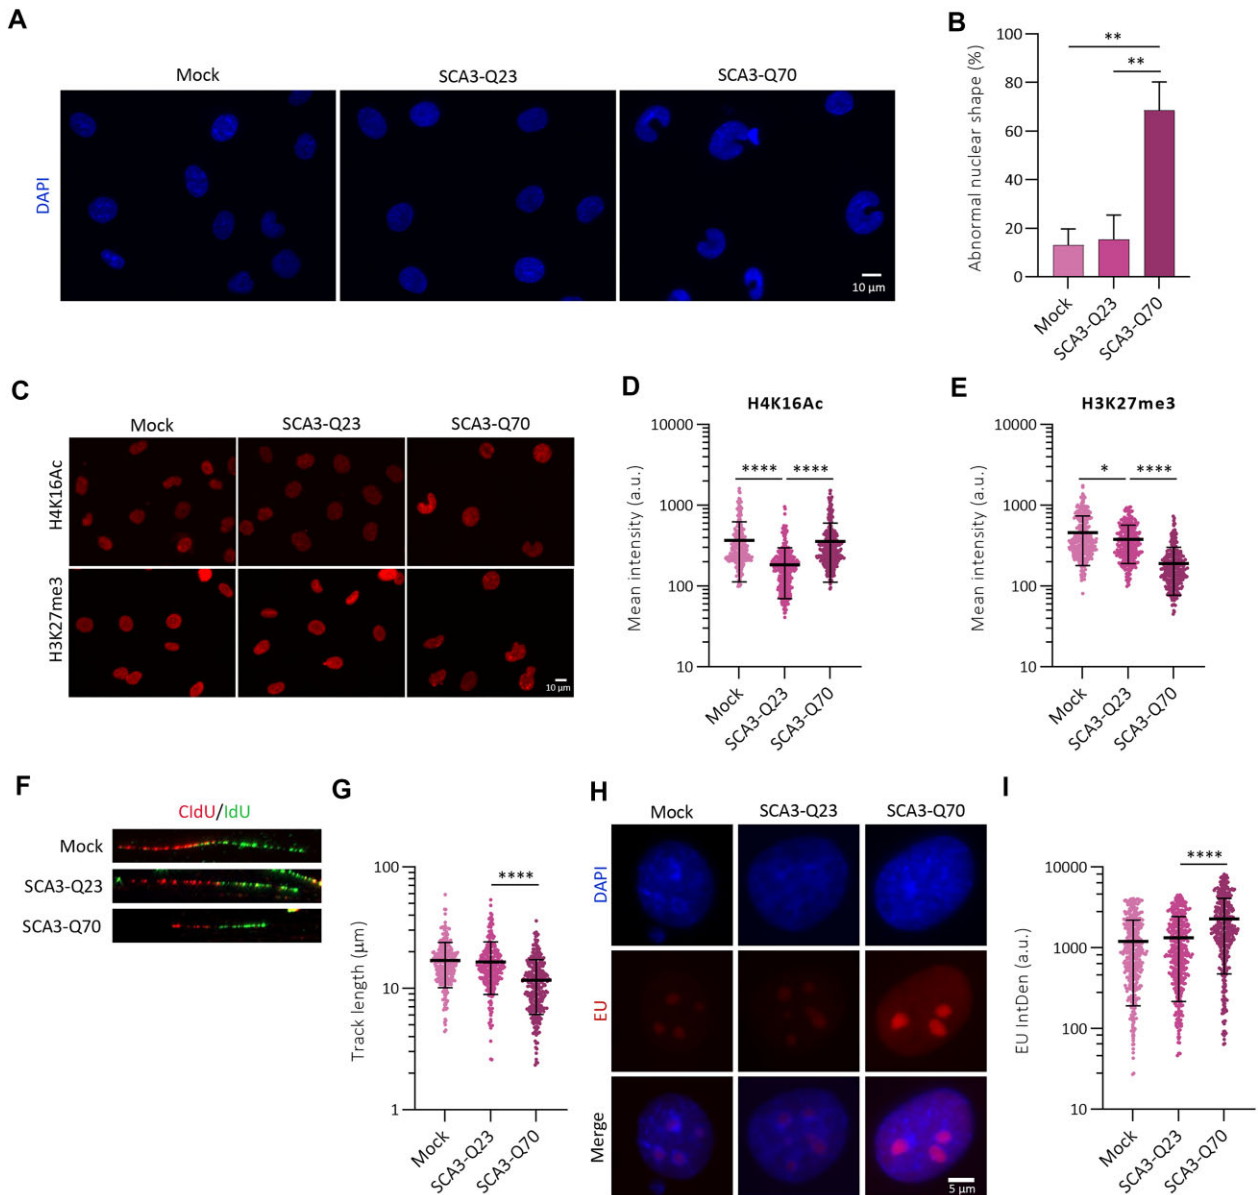 A
Mock
SCA3-Q23
SCA3-Q70
DAPI
10 µm
B
Abnormal nuclear shape (%)
100
80
60
40
20
0
**
**
Mock
SCA3-Q23
SCA3-Q70
C
Mock
SCA3-Q23
SCA3-Q70
H4K16Ac
H3K27me3
10 µm
D
H4K16Ac
Mean intensity (a.u.)
10000
1000
100
10
**** ****
Mock
SCA3-Q23
SCA3-Q70
E
H3K27me3
Mean intensity (a.u.)
10000
1000
100
10
* ****
Mock
SCA3-Q23
SCA3-Q70
F
CldU/IdU
Mock
SCA3-Q23
SCA3-Q70
G
Track length (µm)
100
10
1
****
Mock
SCA3-Q23
SCA3-Q70
H
Mock
SCA3-Q23
SCA3-Q70
DAPI
EU
Merge
5 µm
I
EU IntDen (a.u.)
10000
1000
100
10
****
Mock
SCA3-Q23
SCA3-Q70